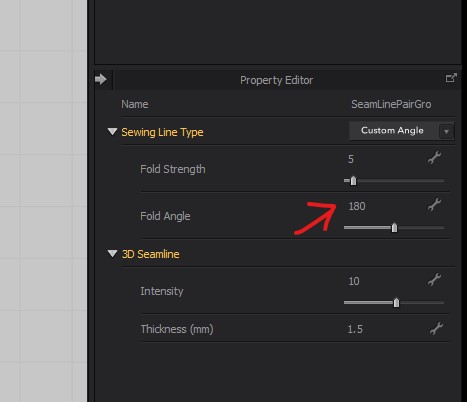 Property Editor
Name SeamLinePairGro
Sewing Line Type Custom Angle
Fold Strength 5
Fold Angle 180
3D Seamline
Intensity 10
Thickness (mm) 1.5